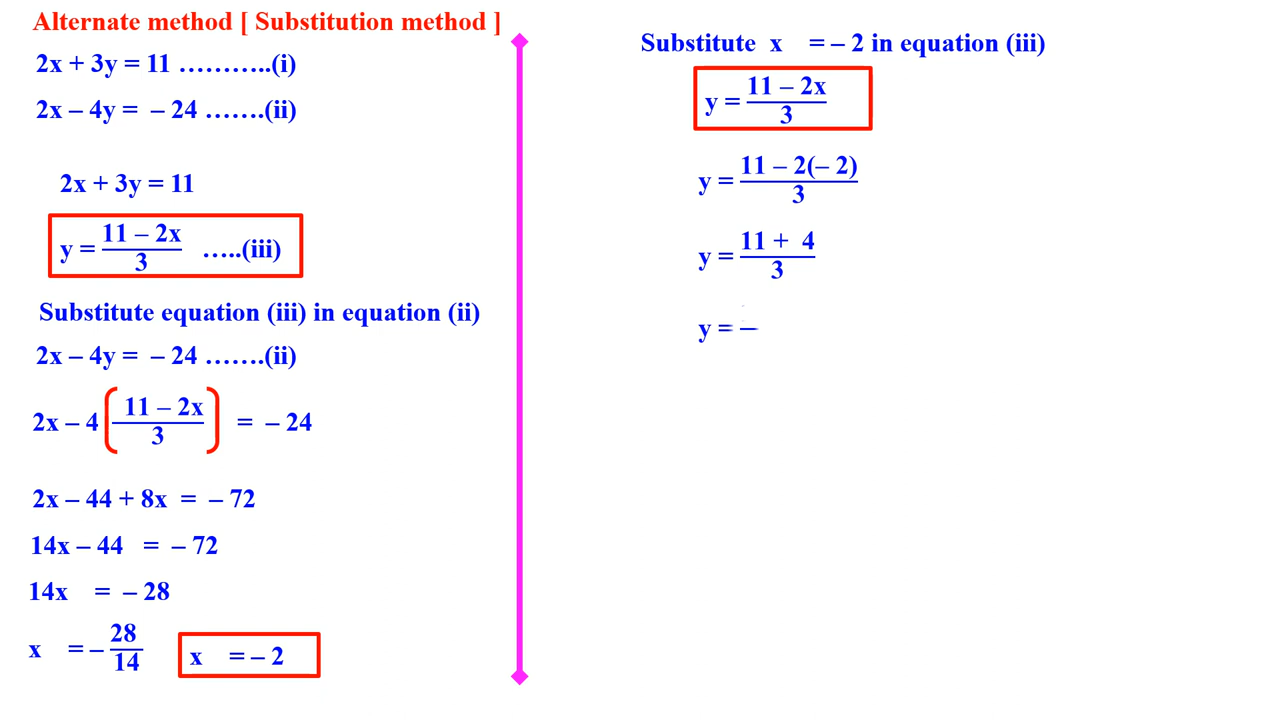 Alternate method [ Substitution method ]
2x + 3y = 11 ………..(i)
2x – 4y = – 24 …….(ii)
2x + 3y = 11
y = 11 – 2x / 3 …..(iii)
Substitute equation (iii) in equation (ii)
2x – 4y = – 24 …….(ii)
2x – 4 ( 11 – 2x / 3 ) = – 24
2x – 44 + 8x = – 72
14x – 44 = – 72
14x = – 28
x = – 28 / 14
x = – 2
Substitute x = – 2 in equation (iii)
y = 11 – 2x / 3
y = 11 – 2(– 2) / 3
y = 11 + 4 / 3
y =